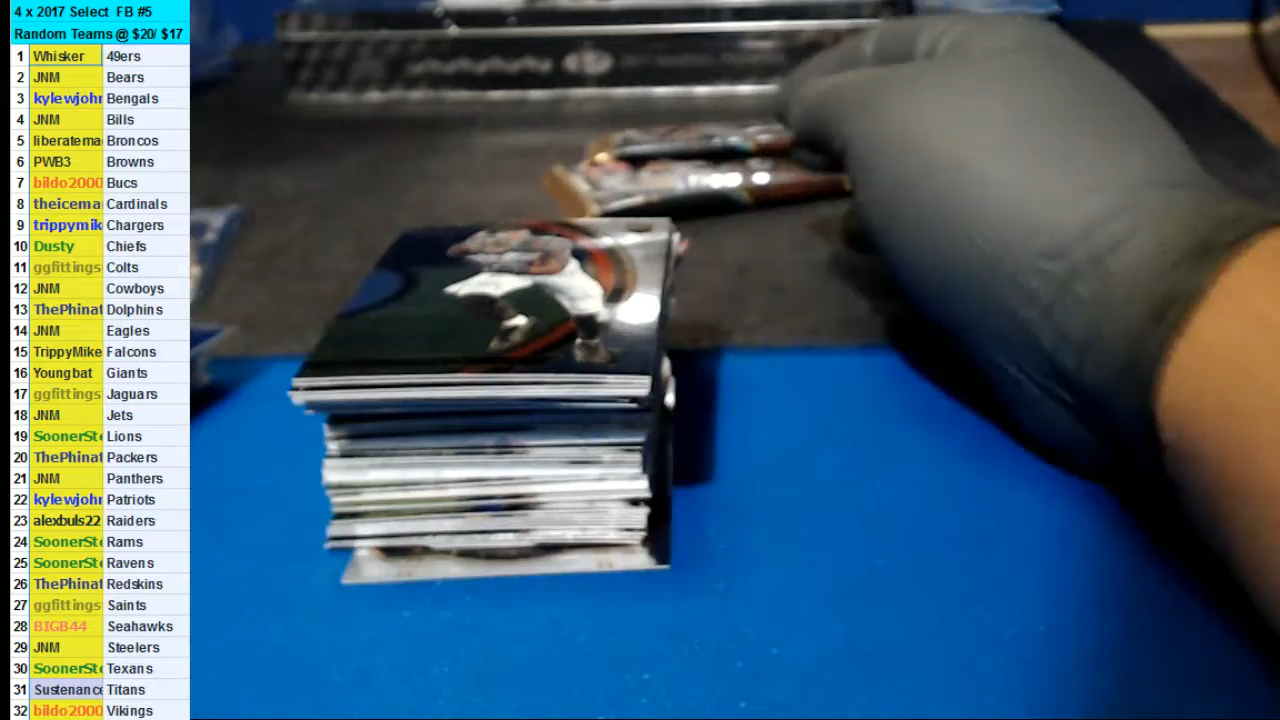 4 x 2017 Select FB #5
Random Teams @ $20/ $17
1 Whisker 49ers
2 JNM Bears
3 kylewjohn Bengals
4 JNM Bills
5 liberatema Broncos
6 PWB3 Browns
7 bildo2000 Bucs
8 theicema Cardinals
9 trippymik Chargers
10 Dusty Chiefs
11 ggfittings Colts
12 JNM Cowboys
13 ThePhinat Dolphins
14 JNM Eagles
15 TrippyMike Falcons
16 Youngbat Giants
17 ggfittings Jaguars
18 JNM Jets
19 SoonerSt Lions
20 ThePhinat Packers
21 JNM Panthers
22 kylewjohn Patriots
23 alexbuls22 Raiders
24 SoonerSt Rams
25 SoonerSt Ravens
26 ThePhinat Redskins
27 ggfittings Saints
28 BIGB44 Seahawks
29 JNM Steelers
30 SoonerSt Texans
31 Sustenance Titans
32 bildo2000 Vikings